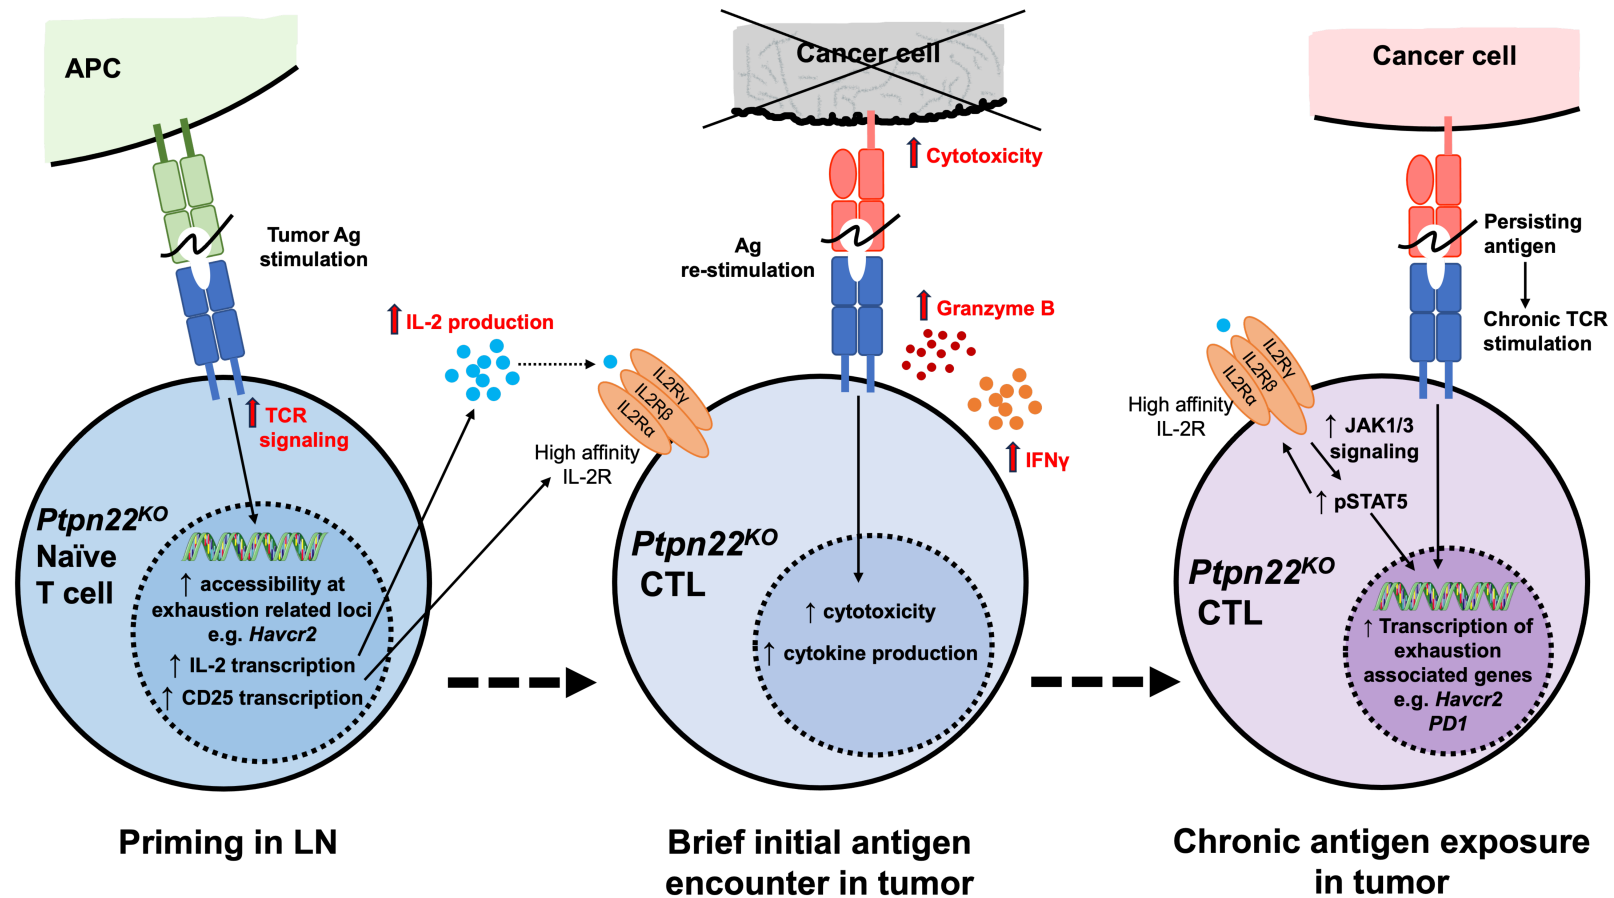 APC
Tumor Ag
stimulation
↑ TCR
signaling
Ptpn22KO
Naïve
T cell
↑ accessibility at
exhaustion related loci
e.g. Havcr2
↑ IL-2 transcription
↑ CD25 transcription
Priming in LN
↑ IL-2 production
IL2Rγ
IL2Rβ
IL2Rα
High affinity
IL-2R
Cancer cell
↑ Cytotoxicity
Ag
re-stimulation
↑ Granzyme B
↑ IFNγ
Ptpn22KO
CTL
↑ cytotoxicity
↑ cytokine production
Brief initial antigen
encounter in tumor
Cancer cell
Persisting
antigen
Chronic TCR
stimulation
IL2Rγ
IL2Rβ
IL2Rα
High affinity
IL-2R
↑ JAK1/3
signaling
↑ pSTAT5
Ptpn22KO
CTL
↑ Transcription of
exhaustion
associated genes
e.g. Havcr2
PD1
Chronic antigen exposure
in tumor